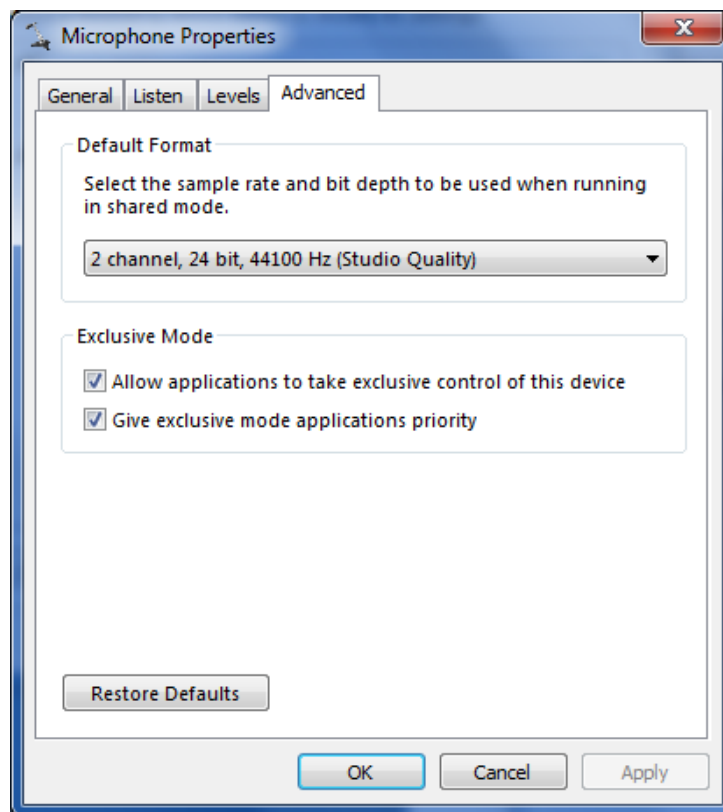 Microphone Properties
General Listen Levels Advanced
Default Format
Select the sample rate and bit depth to be used when running
in shared mode.
2 channel, 24 bit, 44100 Hz (Studio Quality)
Exclusive Mode
Allow applications to take exclusive control of this device
Give exclusive mode applications priority
Restore Defaults
OK Cancel Apply